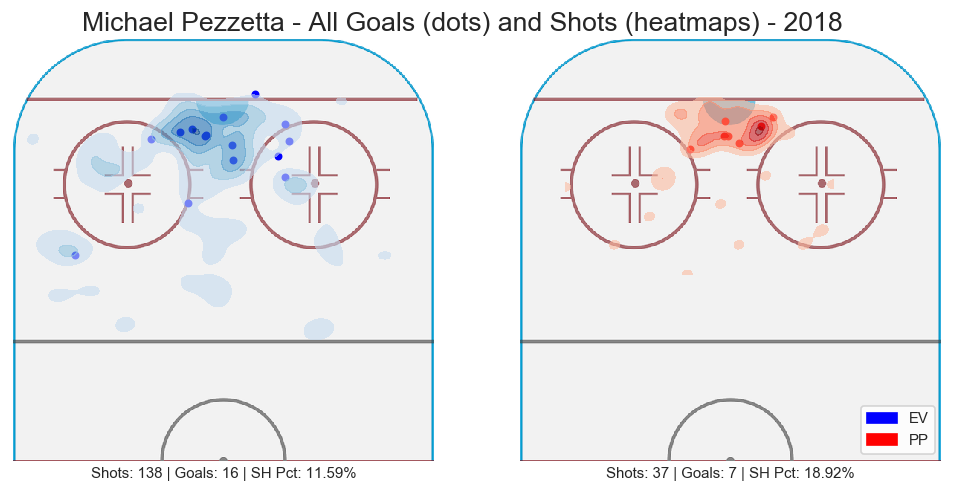 Michael Pezzetta - All Goals (dots) and Shots (heatmaps) - 2018
EV
PP
Shots: 138 | Goals: 16 | SH Pct: 11.59%
Shots: 37 | Goals: 7 | SH Pct: 18.92%